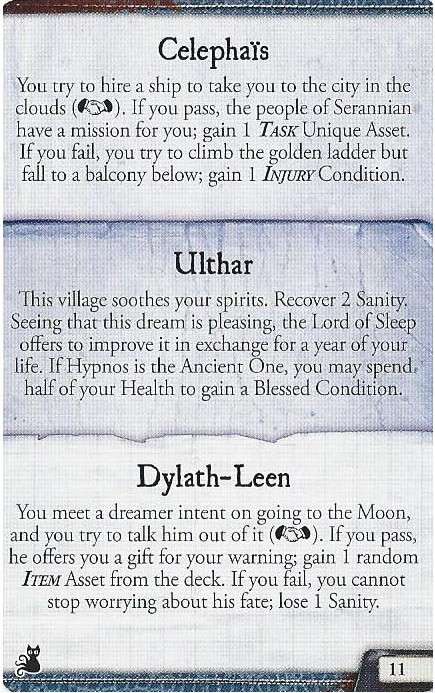 Celephaïs
You try to hire a ship to take you to the city in the
clouds (). If you pass, the people of Serannian
have a mission for you; gain 1 TASK Unique Asset.
If you fail, you try to climb the golden ladder but
fall to a balcony below; gain 1 INJURY Condition.
Ulthar
This village soothes your spirits. Recover 2 Sanity.
Seeing that this dream is pleasing, the Lord of Sleep
offers to improve it in exchange for a year of your
life. If Hypnos is the Ancient One, you may spend
half of your Health to gain a Blessed Condition.
Dylath-Leen
You meet a dreamer intent on going to the Moon,
and you try to talk him out of it (). If you pass,
he offers you a gift for your warning; gain 1 random
ITEM Asset from the deck. If you fail, you cannot
stop worrying about his fate; lose 1 Sanity.
11